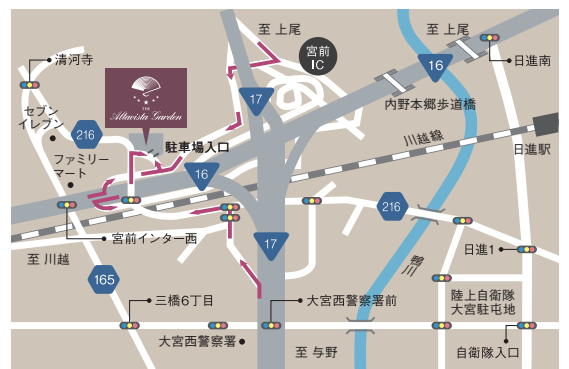 至 上尾
至 上尾
宮前
IC
16
日進南
清河寺
17
内野本郷歩道橋
THE
Altavista Garden
セブン
イレブン
216
川越線
駐車場入口
日進駅
ファミリー
マート
16
216
宮前インター西
17
日進1
至 川越
鴨川
165
三橋6丁目
大宮西警察署前
陸上自衛隊
大宮駐屯地
大宮西警察署
至 与野
自衛隊入口